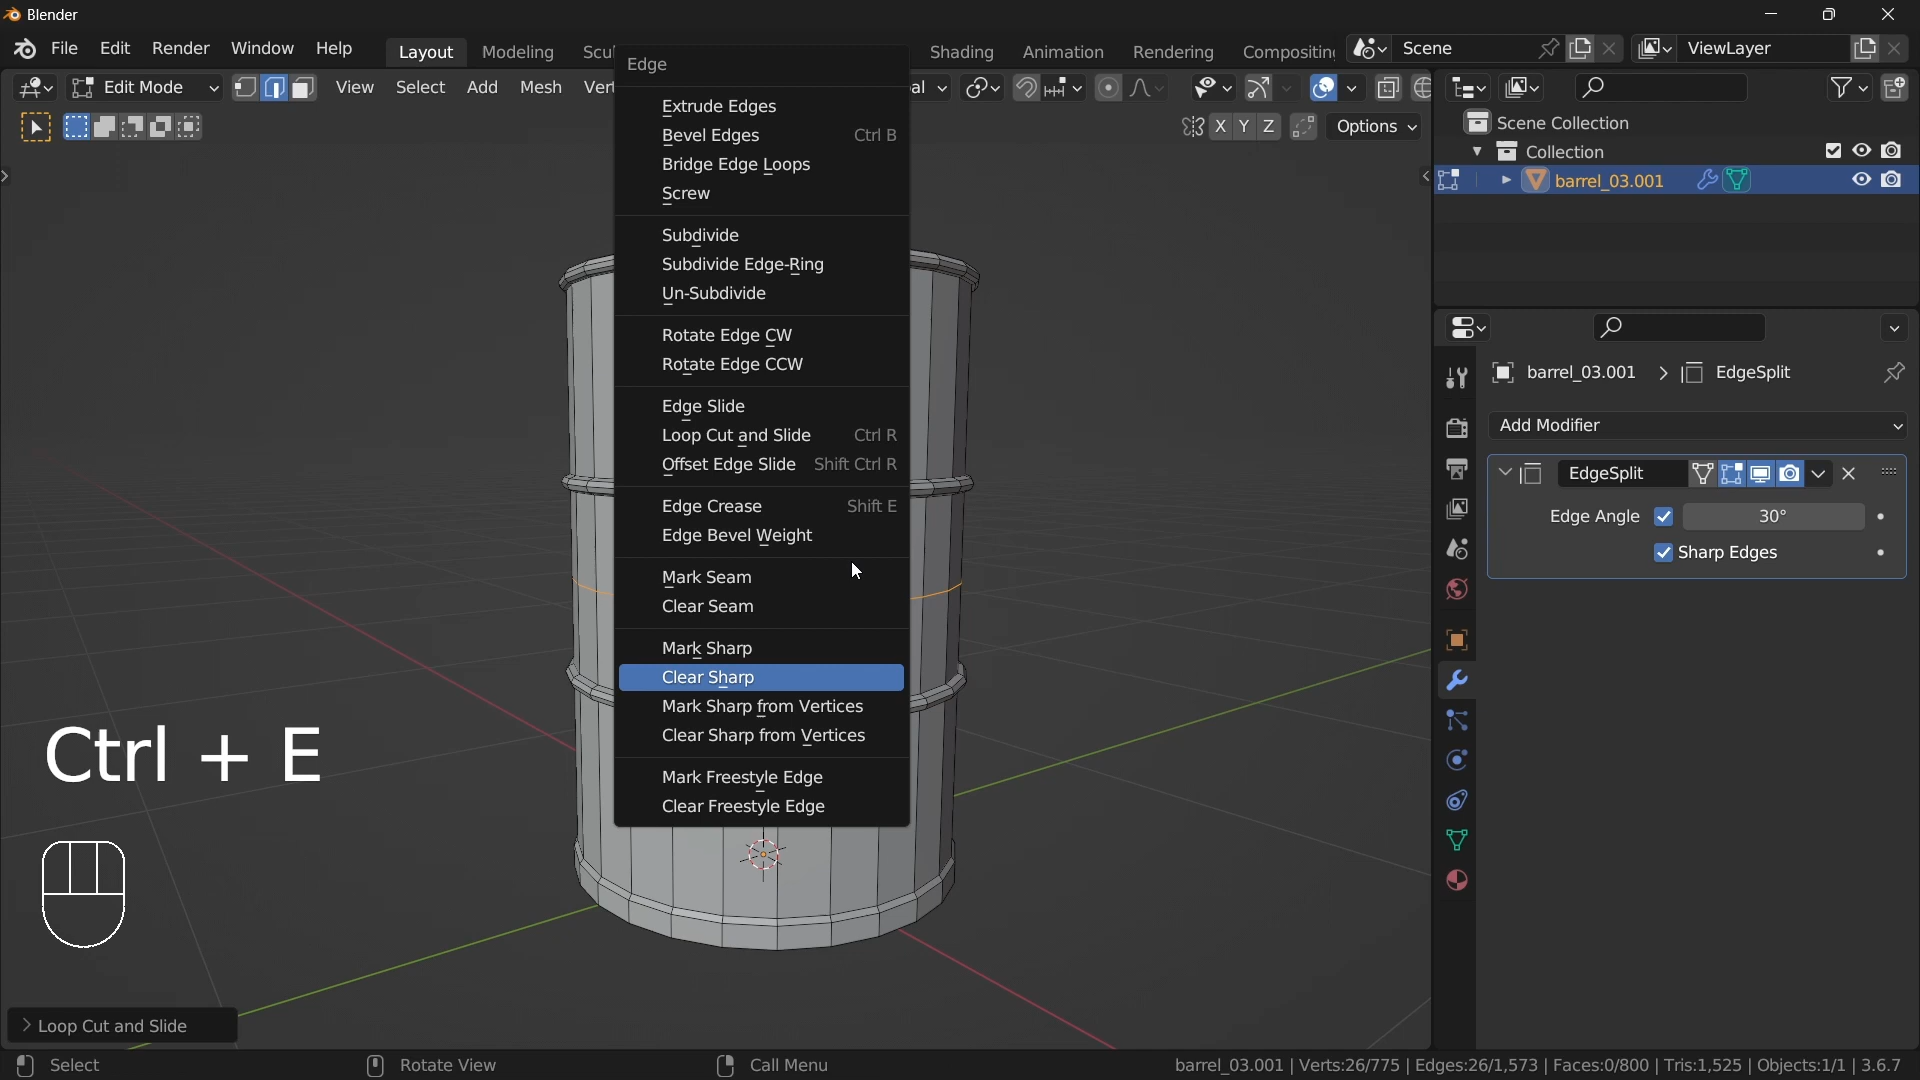 Blender
File Edit Render Window Help Layout Modeling Scul Shading Animation Rendering Compositing Scene ViewLayer
Edit Mode View Select Add Mesh Vert al
X Y Z Options
Edge
Extrude Edges
Bevel Edges Ctrl B
Bridge Edge Loops
Screw
Subdivide
Subdivide Edge-Ring
Un-Subdivide
Rotate Edge CW
Rotate Edge CCW
Edge Slide
Loop Cut and Slide Ctrl R
Offset Edge Slide Shift Ctrl R
Edge Crease Shift E
Edge Bevel Weight
Mark Seam
Clear Seam
Mark Sharp
Clear Sharp
Mark Sharp from Vertices
Clear Sharp from Vertices
Mark Freestyle Edge
Clear Freestyle Edge
Ctrl + E
Loop Cut and Slide
Scene Collection
Collection
barrel_03.001
barrel_03.001 > EdgeSplit
Add Modifier
EdgeSplit
Edge Angle 30°
Sharp Edges
Select Rotate View Call Menu barrel_03.001 | Verts:26/775 | Edges:26/1,573 | Faces:0/800 | Tris:1,525 | Objects:1/1 | 3.6.7